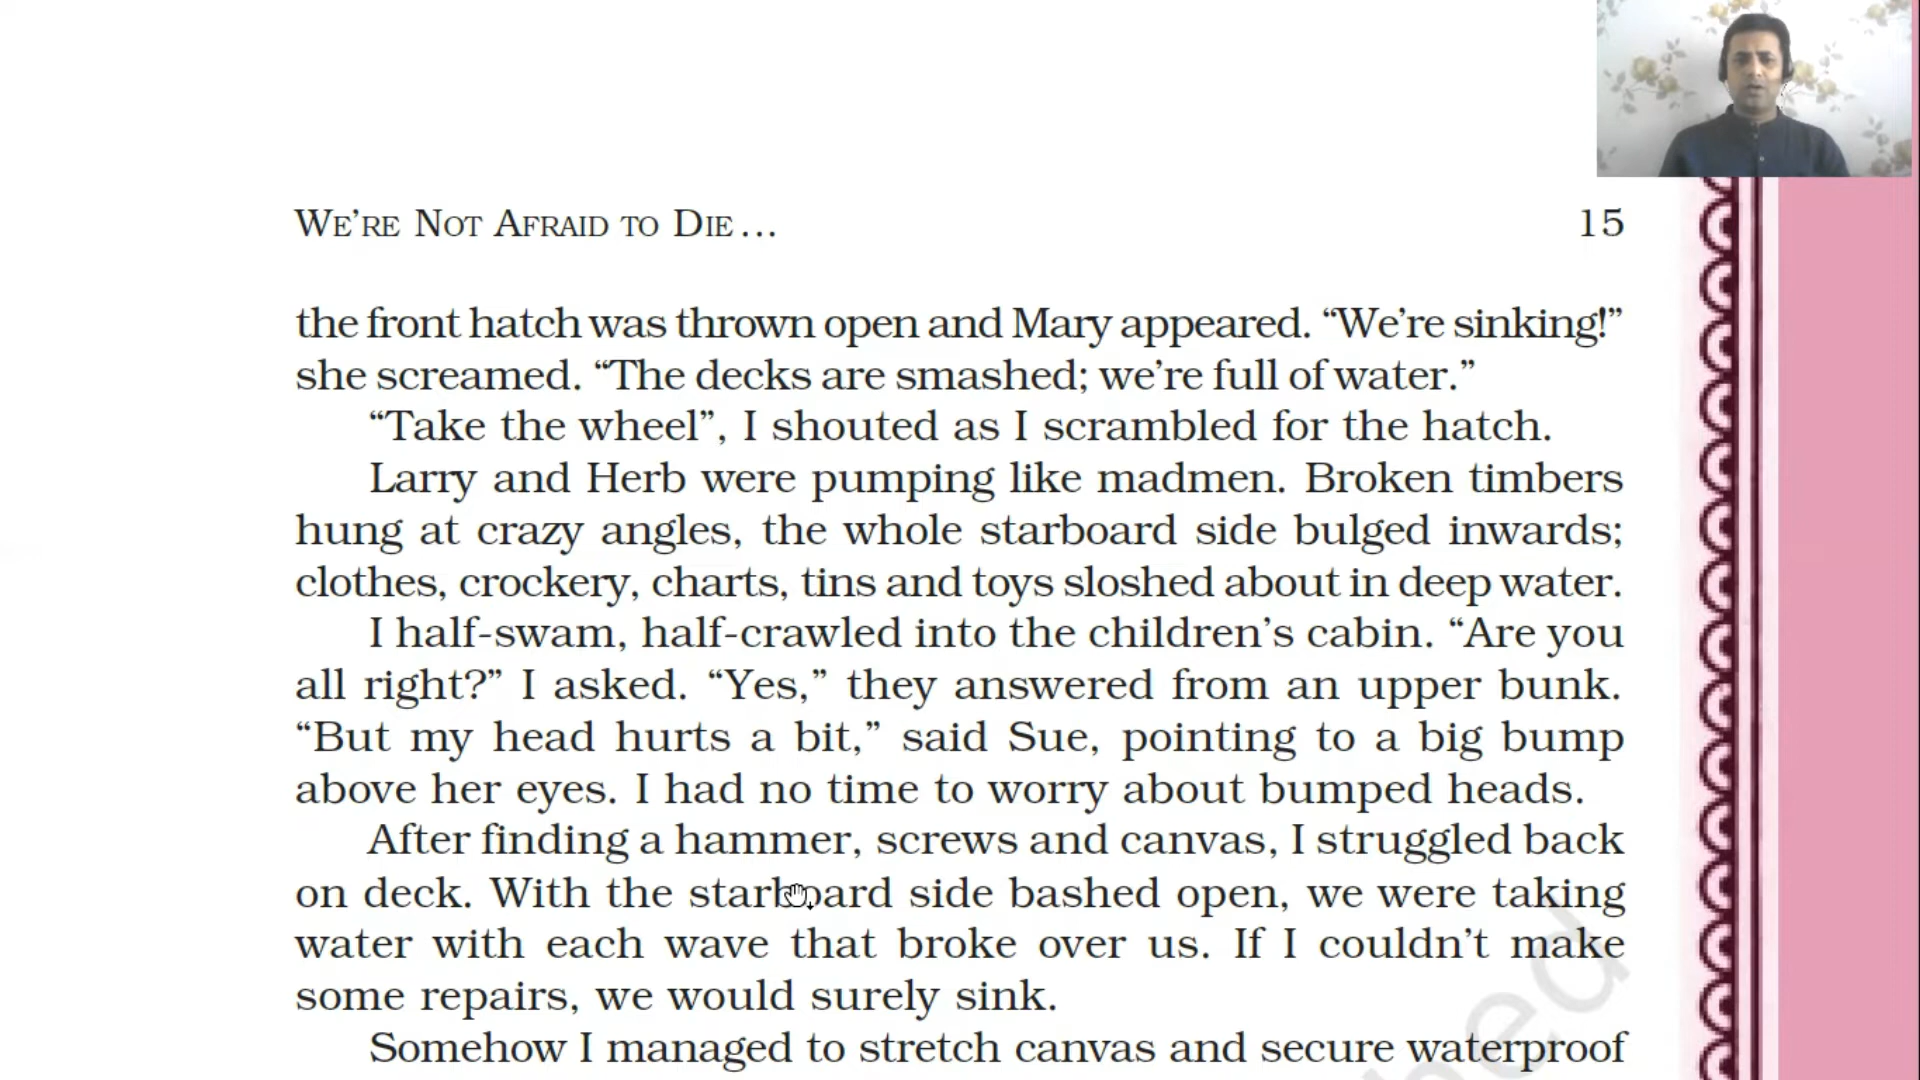 WE'RE NOT AFRAID TO DIE... 15
the front hatch was thrown open and Mary appeared. “We’re sinking!”
she screamed. “The decks are smashed; we’re full of water.”
“Take the wheel”, I shouted as I scrambled for the hatch.
Larry and Herb were pumping like madmen. Broken timbers
hung at crazy angles, the whole starboard side bulged inwards;
clothes, crockery, charts, tins and toys sloshed about in deep water.
I half-swam, half-crawled into the children’s cabin. “Are you
all right?” I asked. “Yes,” they answered from an upper bunk.
“But my head hurts a bit,” said Sue, pointing to a big bump
above her eyes. I had no time to worry about bumped heads.
After finding a hammer, screws and canvas, I struggled back
on deck. With the starboard side bashed open, we were taking
water with each wave that broke over us. If I couldn’t make
some repairs, we would surely sink.
Somehow I managed to stretch canvas and secure waterproof